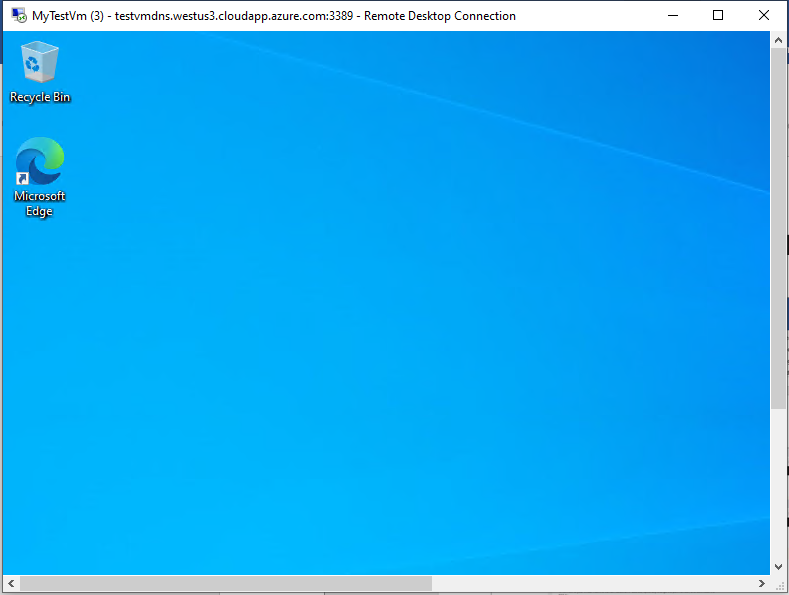 MyTestVm (3) - testvmdns.westus3.cloudapp.azure.com:3389 - Remote Desktop Connection
Recycle Bin
Microsoft
Edge